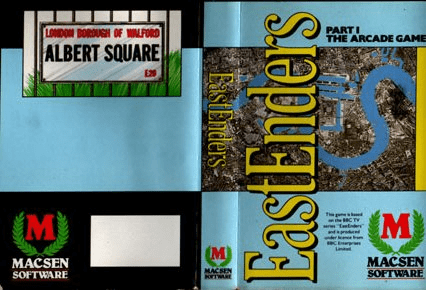 LONDON BOROUGH OF WALFORD
ALBERT SQUARE
E20
M
MACSEN
SOFTWARE
EastEnders
M
MACSEN
SOFTWARE
EastEnders
PART I
THE ARCADE GAME
This game is based
on the BBC TV
series "EastEnders"
and is produced
under licence from
BBC Enterprises
Limited.
M
MACSEN
SOFTWARE